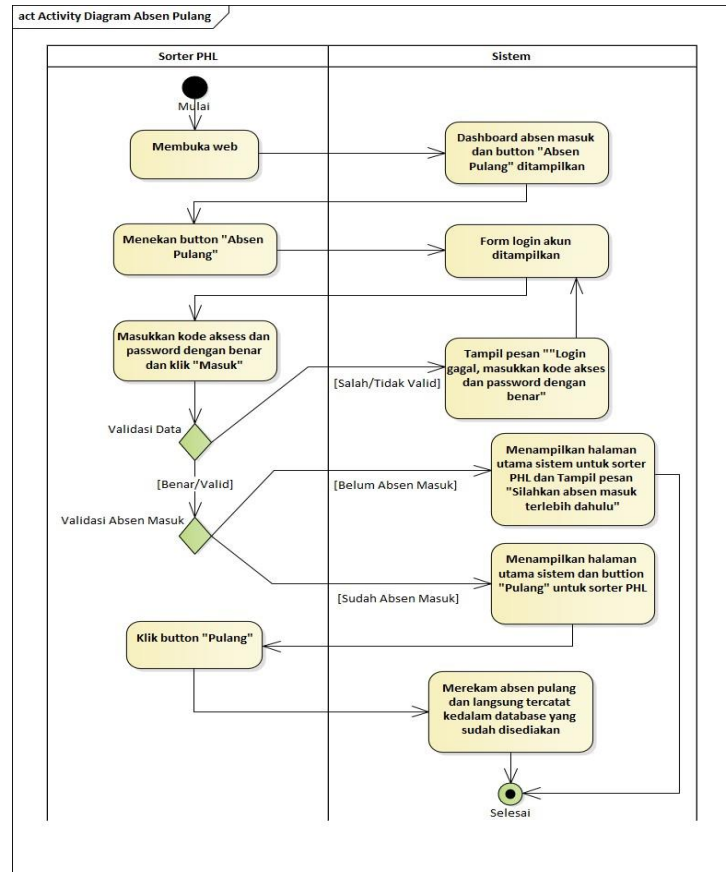 act Activity Diagram Absen Pulang
Sorter PHL
Sistem
Mulai
Membuka web
Dashboard absen masuk
dan button "Absen
Pulang" ditampilkan
Menekan button "Absen
Pulang"
Form login akun
ditampilkan
Masukkan kode aksess dan
password dengan benar
dan klik "Masuk"
Tampil pesan ""Login
gagal, masukkan kode akses
dan password dengan
benar"
[Salah/Tidak Valid]
Validasi Data
[Benar/Valid]
Menampilkan halaman
utama sistem untuk sorter
PHL dan Tampil pesan
"Silahkan absen masuk
terlebih dahulu"
[Belum Absen Masuk]
Validasi Absen Masuk
Menampilkan halaman
utama sistem dan buttion
"Pulang" untuk sorter PHL
[Sudah Absen Masuk]
Klik button "Pulang"
Merekam absen pulang
dan langsung tercatat
kedalam database yang
sudah disediakan
Selesai